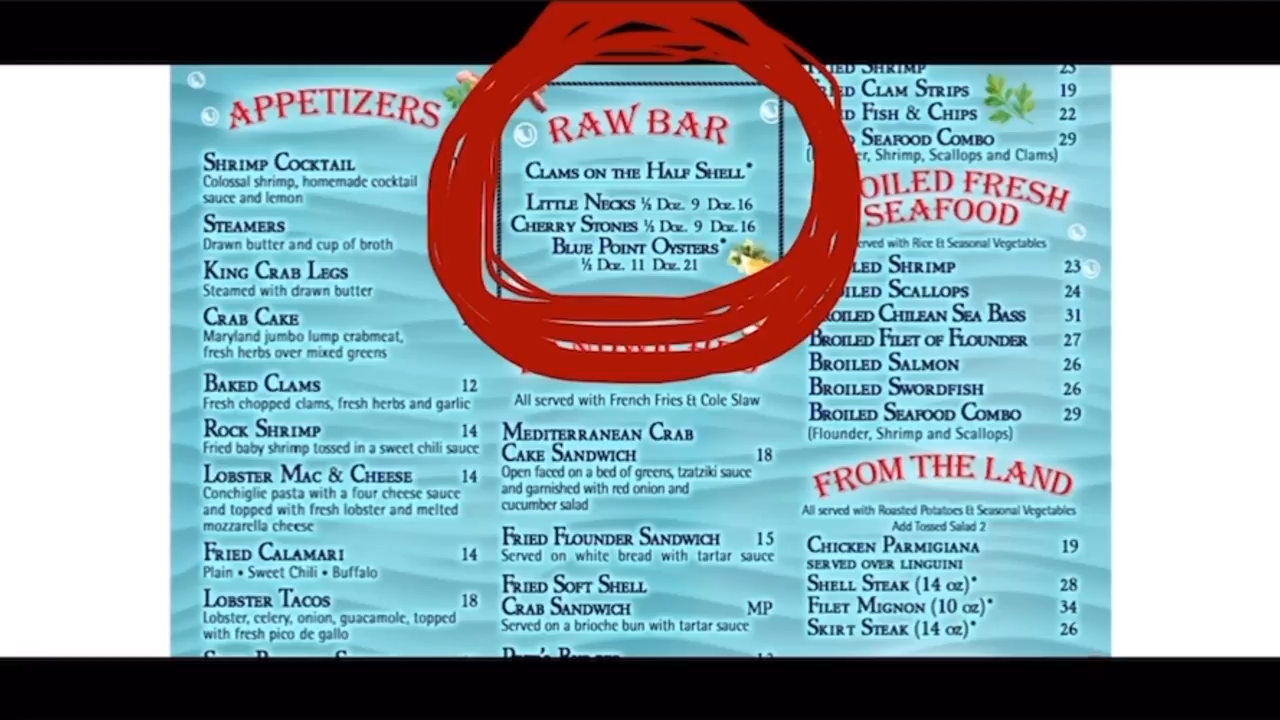 APPETIZERS
SHRIMP COCKTAIL
Colossal shrimp, homemade cocktail
sauce and lemon
STEAMERS
Drawn butter and cup of broth
KING CRAB LEGS
Steamed with drawn butter
CRAB CAKE
Maryland jumbo lump crabmeat,
fresh herbs over mixed greens
BAKED CLAMS 12
Fresh chopped clams, fresh herbs and garlic
ROCK SHRIMP 14
Fried baby shrimp tossed in a sweet chili sauce
LOBSTER MAC & CHEESE 14
Conchiglie pasta with a four cheese sauce
and topped with fresh lobster and melted
mozzarella cheese
FRIED CALAMARI 14
Plain • Sweet Chili • Buffalo
LOBSTER TACOS 18
Lobster, celery, onion, guacamole, topped
with fresh pico de gallo
RAW BAR
CLAMS ON THE HALF SHELL*
LITTLE NECKS ½ DOZ. 9 DOZ. 16
CHERRY STONES ½ DOZ. 9 DOZ. 16
BLUE POINT OYSTERS*
½ DOZ. 11 DOZ. 21
All served with French Fries & Cole Slaw
MEDITERRANEAN CRAB
CAKE SANDWICH 18
Open faced on a bed of greens, tzatziki sauce
and garnished with red onion and
cucumber salad
FRIED FLOUNDER SANDWICH 15
Served on white bread with tartar sauce
FRIED SOFT SHELL
CRAB SANDWICH MP
Served on a brioche bun with tartar sauce
SHRIMP
CLAM STRIPS 19
FISH & CHIPS 22
SEAFOOD COMBO 29
Shrimp, Scallops and Clams)
FRESH
SEAFOOD
with Rice & Seasonal Vegetables
SHRIMP 23
SCALLOPS 24
BROILED CHILEAN SEA BASS 31
BROILED FILET OF FLOUNDER 27
BROILED SALMON 26
BROILED SWORDFISH 26
BROILED SEAFOOD COMBO 29
(Flounder, Shrimp and Scallops)
FROM THE LAND
All served with Roasted Potatoes & Seasonal Vegetables
Add Tossed Salad 2
CHICKEN PARMIGIANA 19
SERVED OVER LINGUINI
SHELL STEAK (14 OZ)* 28
FILET MIGNON (10 OZ)* 34
SKIRT STEAK (14 OZ)* 26